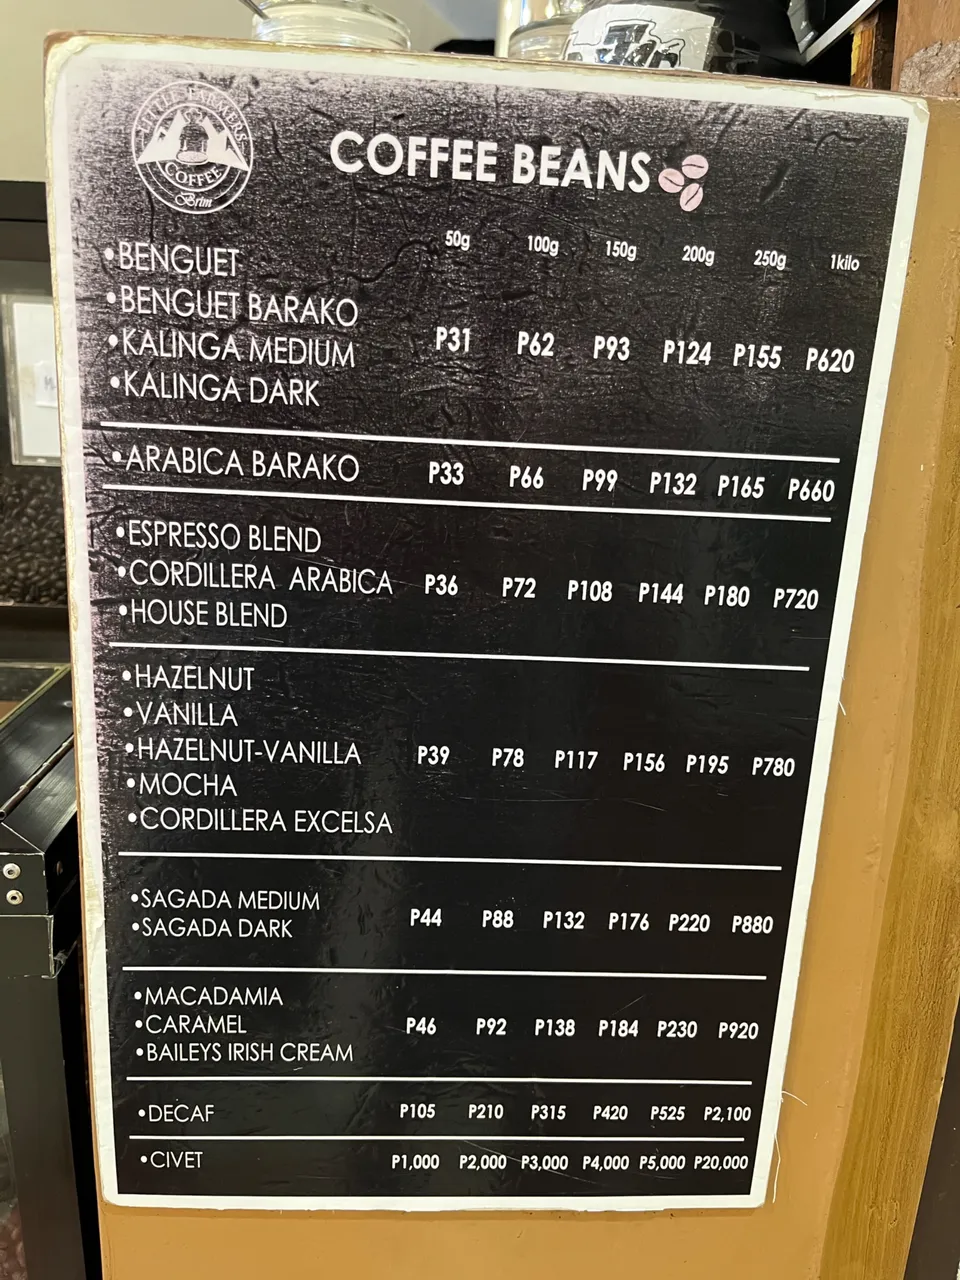 LITTLE FARMERS
COFFEE
Brim
COFFEE BEANS
50g 100g 150g 200g 250g 1kilo
•BENGUET
•BENGUET BARAKO
•KALINGA MEDIUM
•KALINGA DARK
P31 P62 P93 P124 P155 P620
•ARABICA BARAKO P33 P66 P99 P132 P165 P660
•ESPRESSO BLEND
•CORDILLERA ARABICA P36 P72 P108 P144 P180 P720
•HOUSE BLEND
•HAZELNUT
•VANILLA
•HAZELNUT-VANILLA P39 P78 P117 P156 P195 P780
•MOCHA
•CORDILLERA EXCELSA
•SAGADA MEDIUM
•SAGADA DARK
P44 P88 P132 P176 P220 P880
•MACADAMIA
•CARAMEL P46 P92 P138 P184 P230 P920
•BAILEYS IRISH CREAM
•DECAF P105 P210 P315 P420 P525 P2,100
•CIVET P1,000 P2,000 P3,000 P4,000 P5,000 P20,000